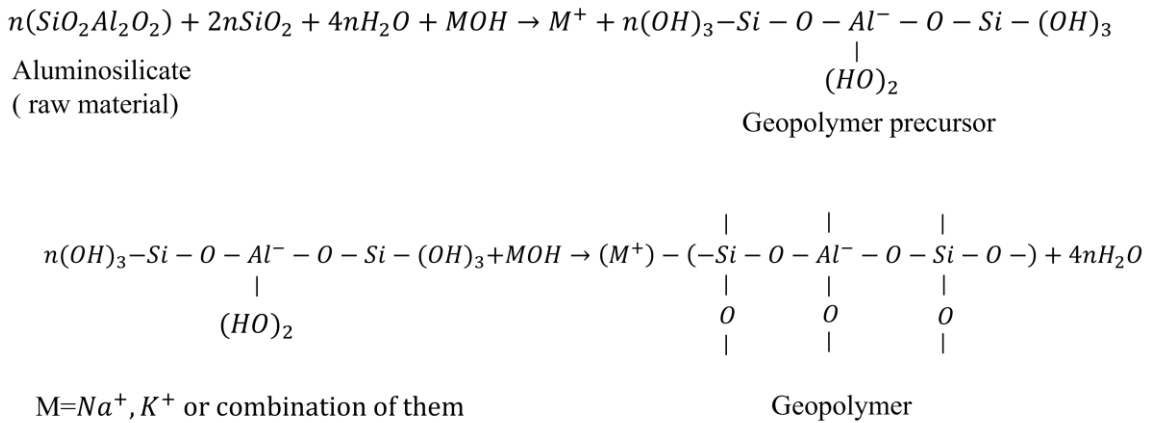 n(SiO₂Al₂O₂) + 2nSiO₂ + 4nH₂O + MOH → M⁺ + n(OH)₃−Si − O − Al⁻ − O − Si − (OH)₃
|
Aluminosilicate
( raw material)
(HO)₂
Geopolymer precursor
| | |
n(OH)₃−Si − O − Al⁻ − O − Si − (OH)₃+MOH → (M⁺) − (−Si − O − Al⁻ − O − Si − O −) + 4nH₂O
| | | |
(HO)₂ O O O
| | |
M=Na⁺, K⁺ or combination of them
Geopolymer